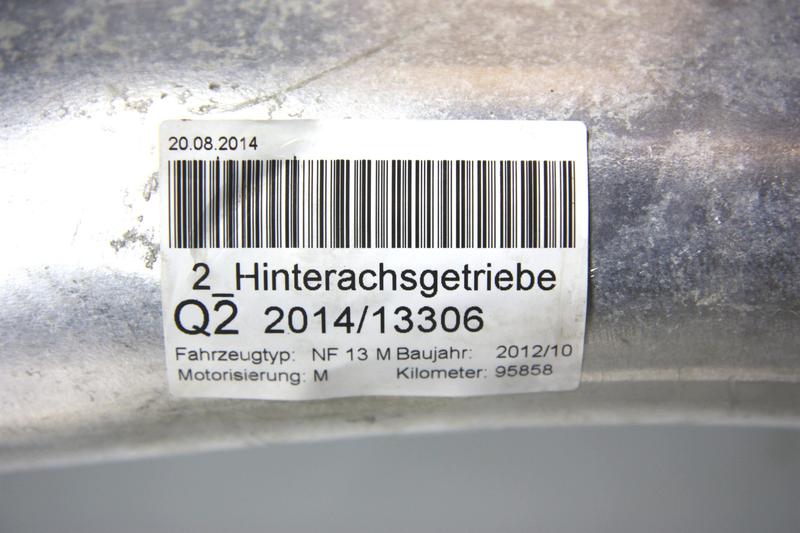 20.08.2014
2_Hinterachsgetriebe
Q2 2014/13306
Fahrzeugtyp: NF 13 M Baujahr: 2012/10
Motorisierung: M Kilometer: 95858